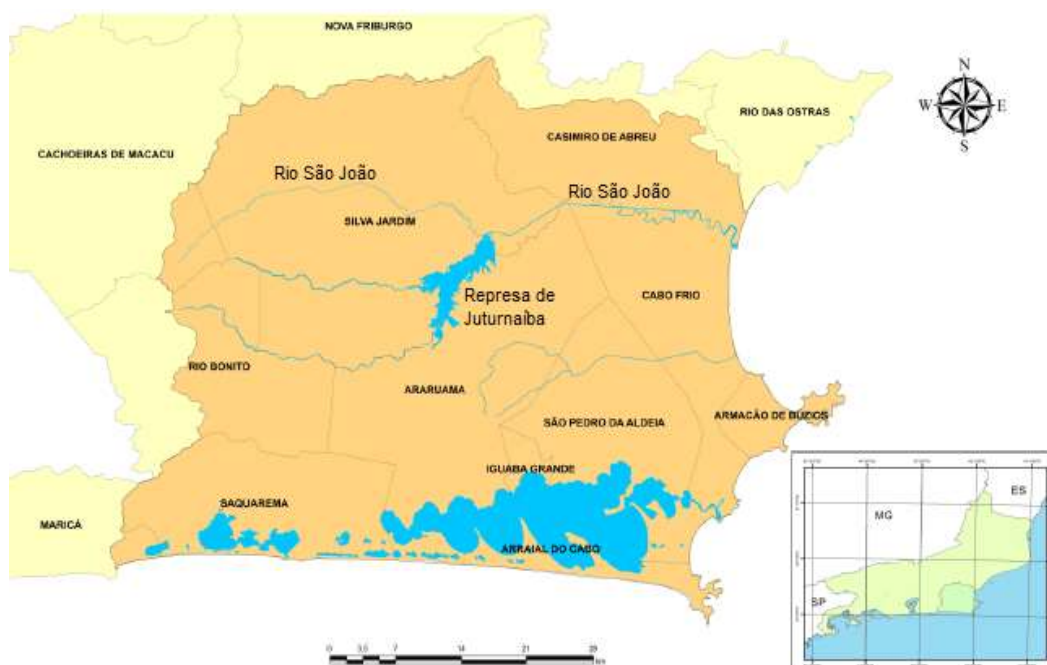 NOVA FRIBURGO
N
W
E
S
RIO DAS OSTRAS
CASIMIRO DE ABREU
CACHOEIRAS DE MACACU
Rio São João
Rio São João
SILVA JARDIM
CABO FRIO
Represa de
Juturnaíba
RIO BONITO
ARARUAMA
ARMAÇÃO DE BÚZIOS
SÃO PEDRO DA ALDEIA
IGUABA GRANDE
SAQUAREMA
MARICÁ
ARRAIAL DO CABO
ES
MG
SP
0 3,5 7 14 21 28
km